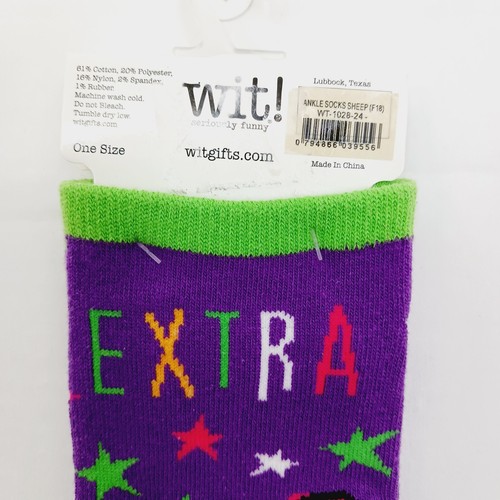 61% Cotton, 20% Polyester,
16% Nylon, 2% Spandex,
1% Rubber
Machine wash cold.
Do not Bleach.
Tumble dry low
witgifts.com
One Size
wit!
seriously funny
witgifts.com
Lubbock, Texas
ANKLE SOCKS SHEEP (F18)
WT-1028-24-
0 794866 039556
Made In China
EXTRA